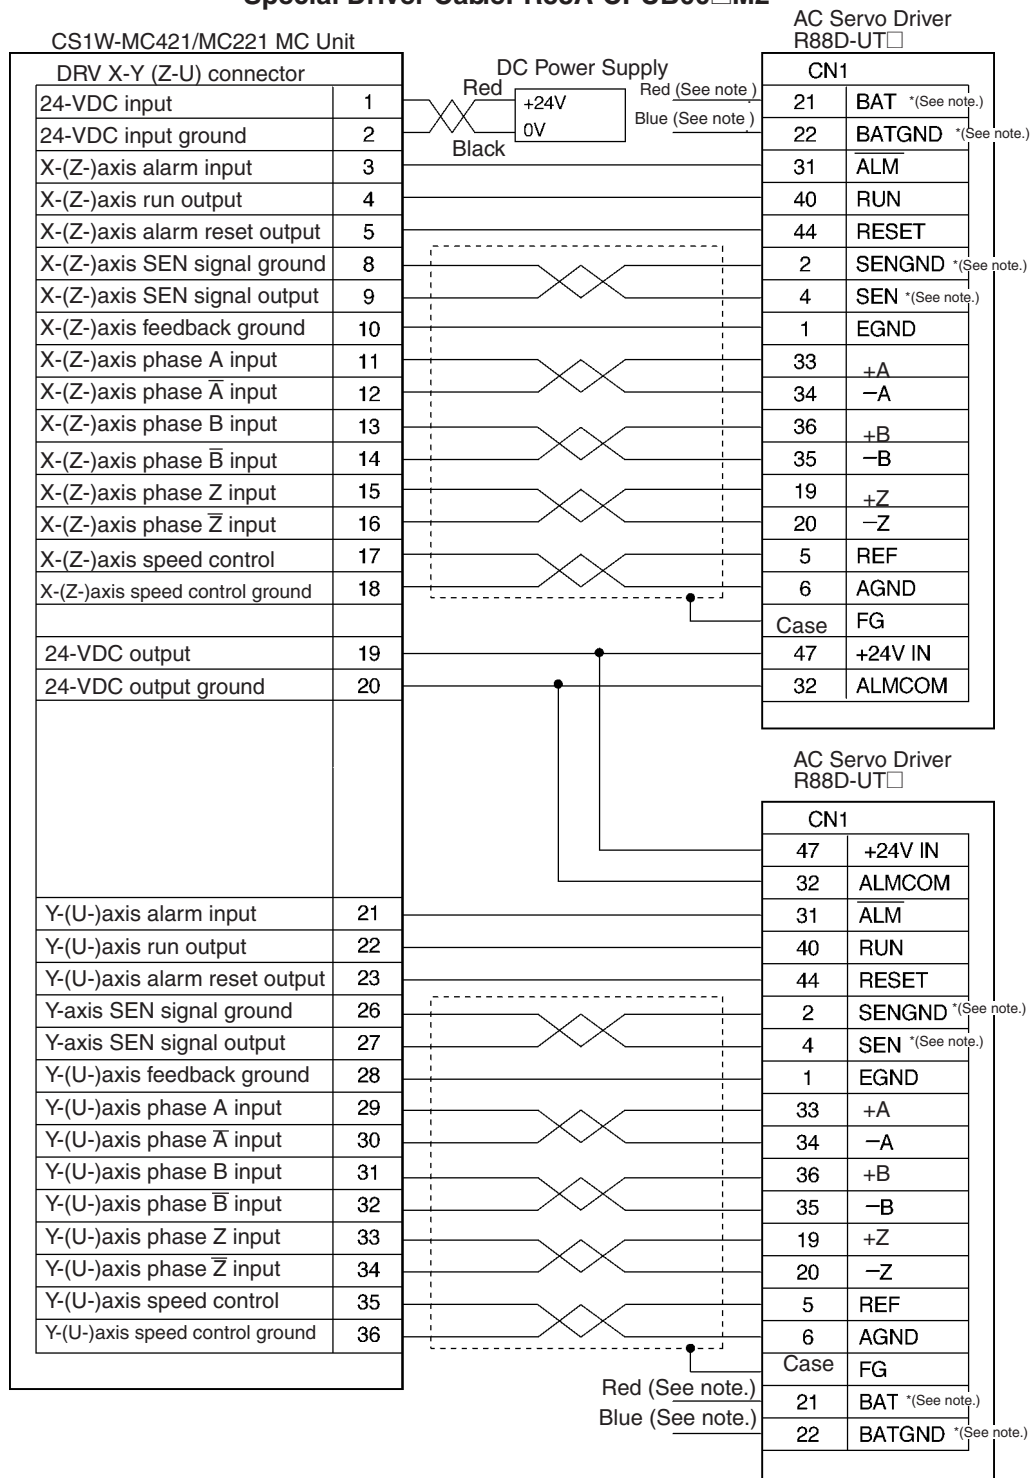 AC Servo Driver
CS1W-MC421/MC221 MC Unit R88D-UT□
DRV X-Y (Z-U) connector DC Power Supply CN1
24-VDC input 1 Red +24V Red (See note ) 21 BAT *(See note.)
24-VDC input ground 2 Black 0V Blue (See note ) 22 BATGND *(See note.)
X-(Z-)axis alarm input 3 31 A̅L̅M̅
X-(Z-)axis run output 4 40 RUN
X-(Z-)axis alarm reset output 5 44 RESET
X-(Z-)axis SEN signal ground 8 2 SENGND *(See note.)
X-(Z-)axis SEN signal output 9 4 SEN *(See note.)
X-(Z-)axis feedback ground 10 1 EGND
X-(Z-)axis phase A input 11 33 +A
X-(Z-)axis phase A̅ input 12 34 −A
X-(Z-)axis phase B input 13 36 +B
X-(Z-)axis phase B̅ input 14 35 −B
X-(Z-)axis phase Z input 15 19 +Z
X-(Z-)axis phase Z̅ input 16 20 −Z
X-(Z-)axis speed control 17 5 REF
X-(Z-)axis speed control ground 18 6 AGND
Case FG
24-VDC output 19 47 +24V IN
24-VDC output ground 20 32 ALMCOM
AC Servo Driver
R88D-UT□
CN1
47 +24V IN
32 ALMCOM
Y-(U-)axis alarm input 21 31 A̅L̅M̅
Y-(U-)axis run output 22 40 RUN
Y-(U-)axis alarm reset output 23 44 RESET
Y-axis SEN signal ground 26 2 SENGND *(See note.)
Y-axis SEN signal output 27 4 SEN *(See note.)
Y-(U-)axis feedback ground 28 1 EGND
Y-(U-)axis phase A input 29 33 +A
Y-(U-)axis phase A̅ input 30 34 −A
Y-(U-)axis phase B input 31 36 +B
Y-(U-)axis phase B̅ input 32 35 −B
Y-(U-)axis phase Z input 33 19 +Z
Y-(U-)axis phase Z̅ input 34 20 −Z
Y-(U-)axis speed control 35 5 REF
Y-(U-)axis speed control ground 36 6 AGND
Case FG
Red (See note.) 21 BAT *(See note.)
Blue (See note.) 22 BATGND *(See note.)